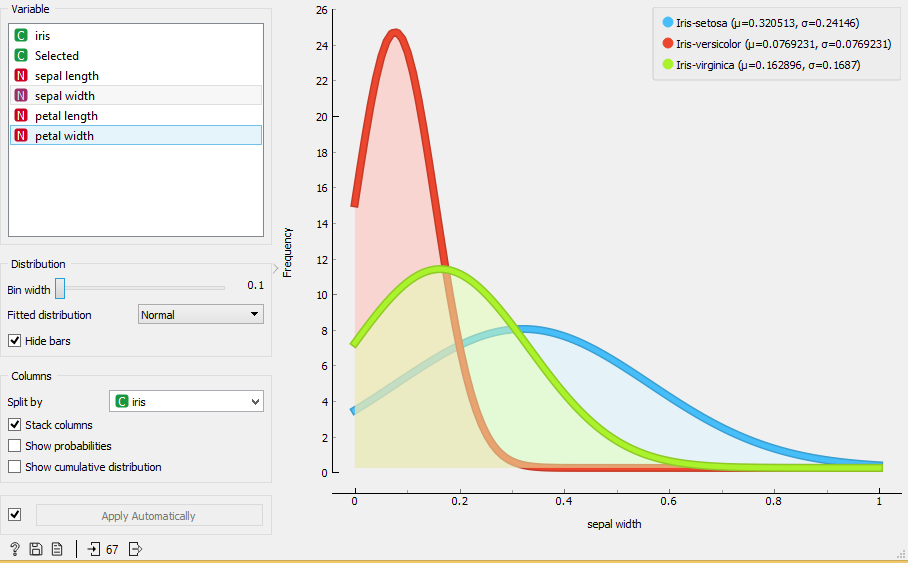 Variable
C iris
C Selected
N sepal length
N sepal width
N petal length
N petal width
Distribution
Bin width 0.1
Fitted distribution Normal
Hide bars
Columns
Split by C iris
Stack columns
Show probabilities
Show cumulative distribution
Apply Automatically
? 67
Iris-setosa (μ=0.320513, σ=0.24146)
Iris-versicolor (μ=0.0769231, σ=0.0769231)
Iris-virginica (μ=0.162896, σ=0.1687)
Frequency
26
24
22
20
18
16
14
12
10
8
6
4
2
0
0 0.2 0.4 0.6 0.8 1
sepal width